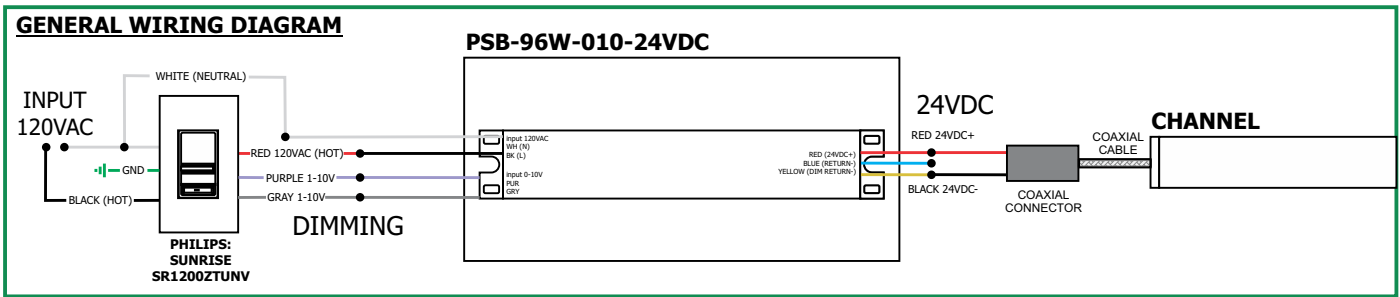 GENERAL WIRING DIAGRAM
PSB-96W-010-24VDC
WHITE (NEUTRAL)
INPUT
120VAC
GND
BLACK (HOT)
PHILIPS:
SUNRISE
SR1200ZTUNV
RED 120VAC (HOT)
PURPLE 1-10V
GRAY 1-10V
DIMMING
input 120VAC
WH (N)
BK (L)
input 0-10V
PUR
GRY
RED (24VDC+)
BLUE (RETURN-)
YELLOW (DIM RETURN-)
24VDC
RED 24VDC+
BLACK 24VDC-
COAXIAL
CONNECTOR
COAXIAL
CABLE
CHANNEL